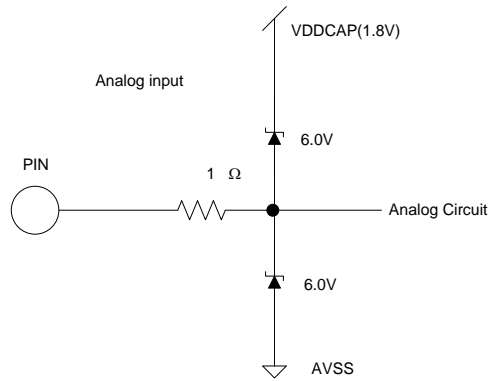 VDDCAP(1.8V)
Analog input
6.0V
PIN
1 Ω
Analog Circuit
6.0V
AVSS